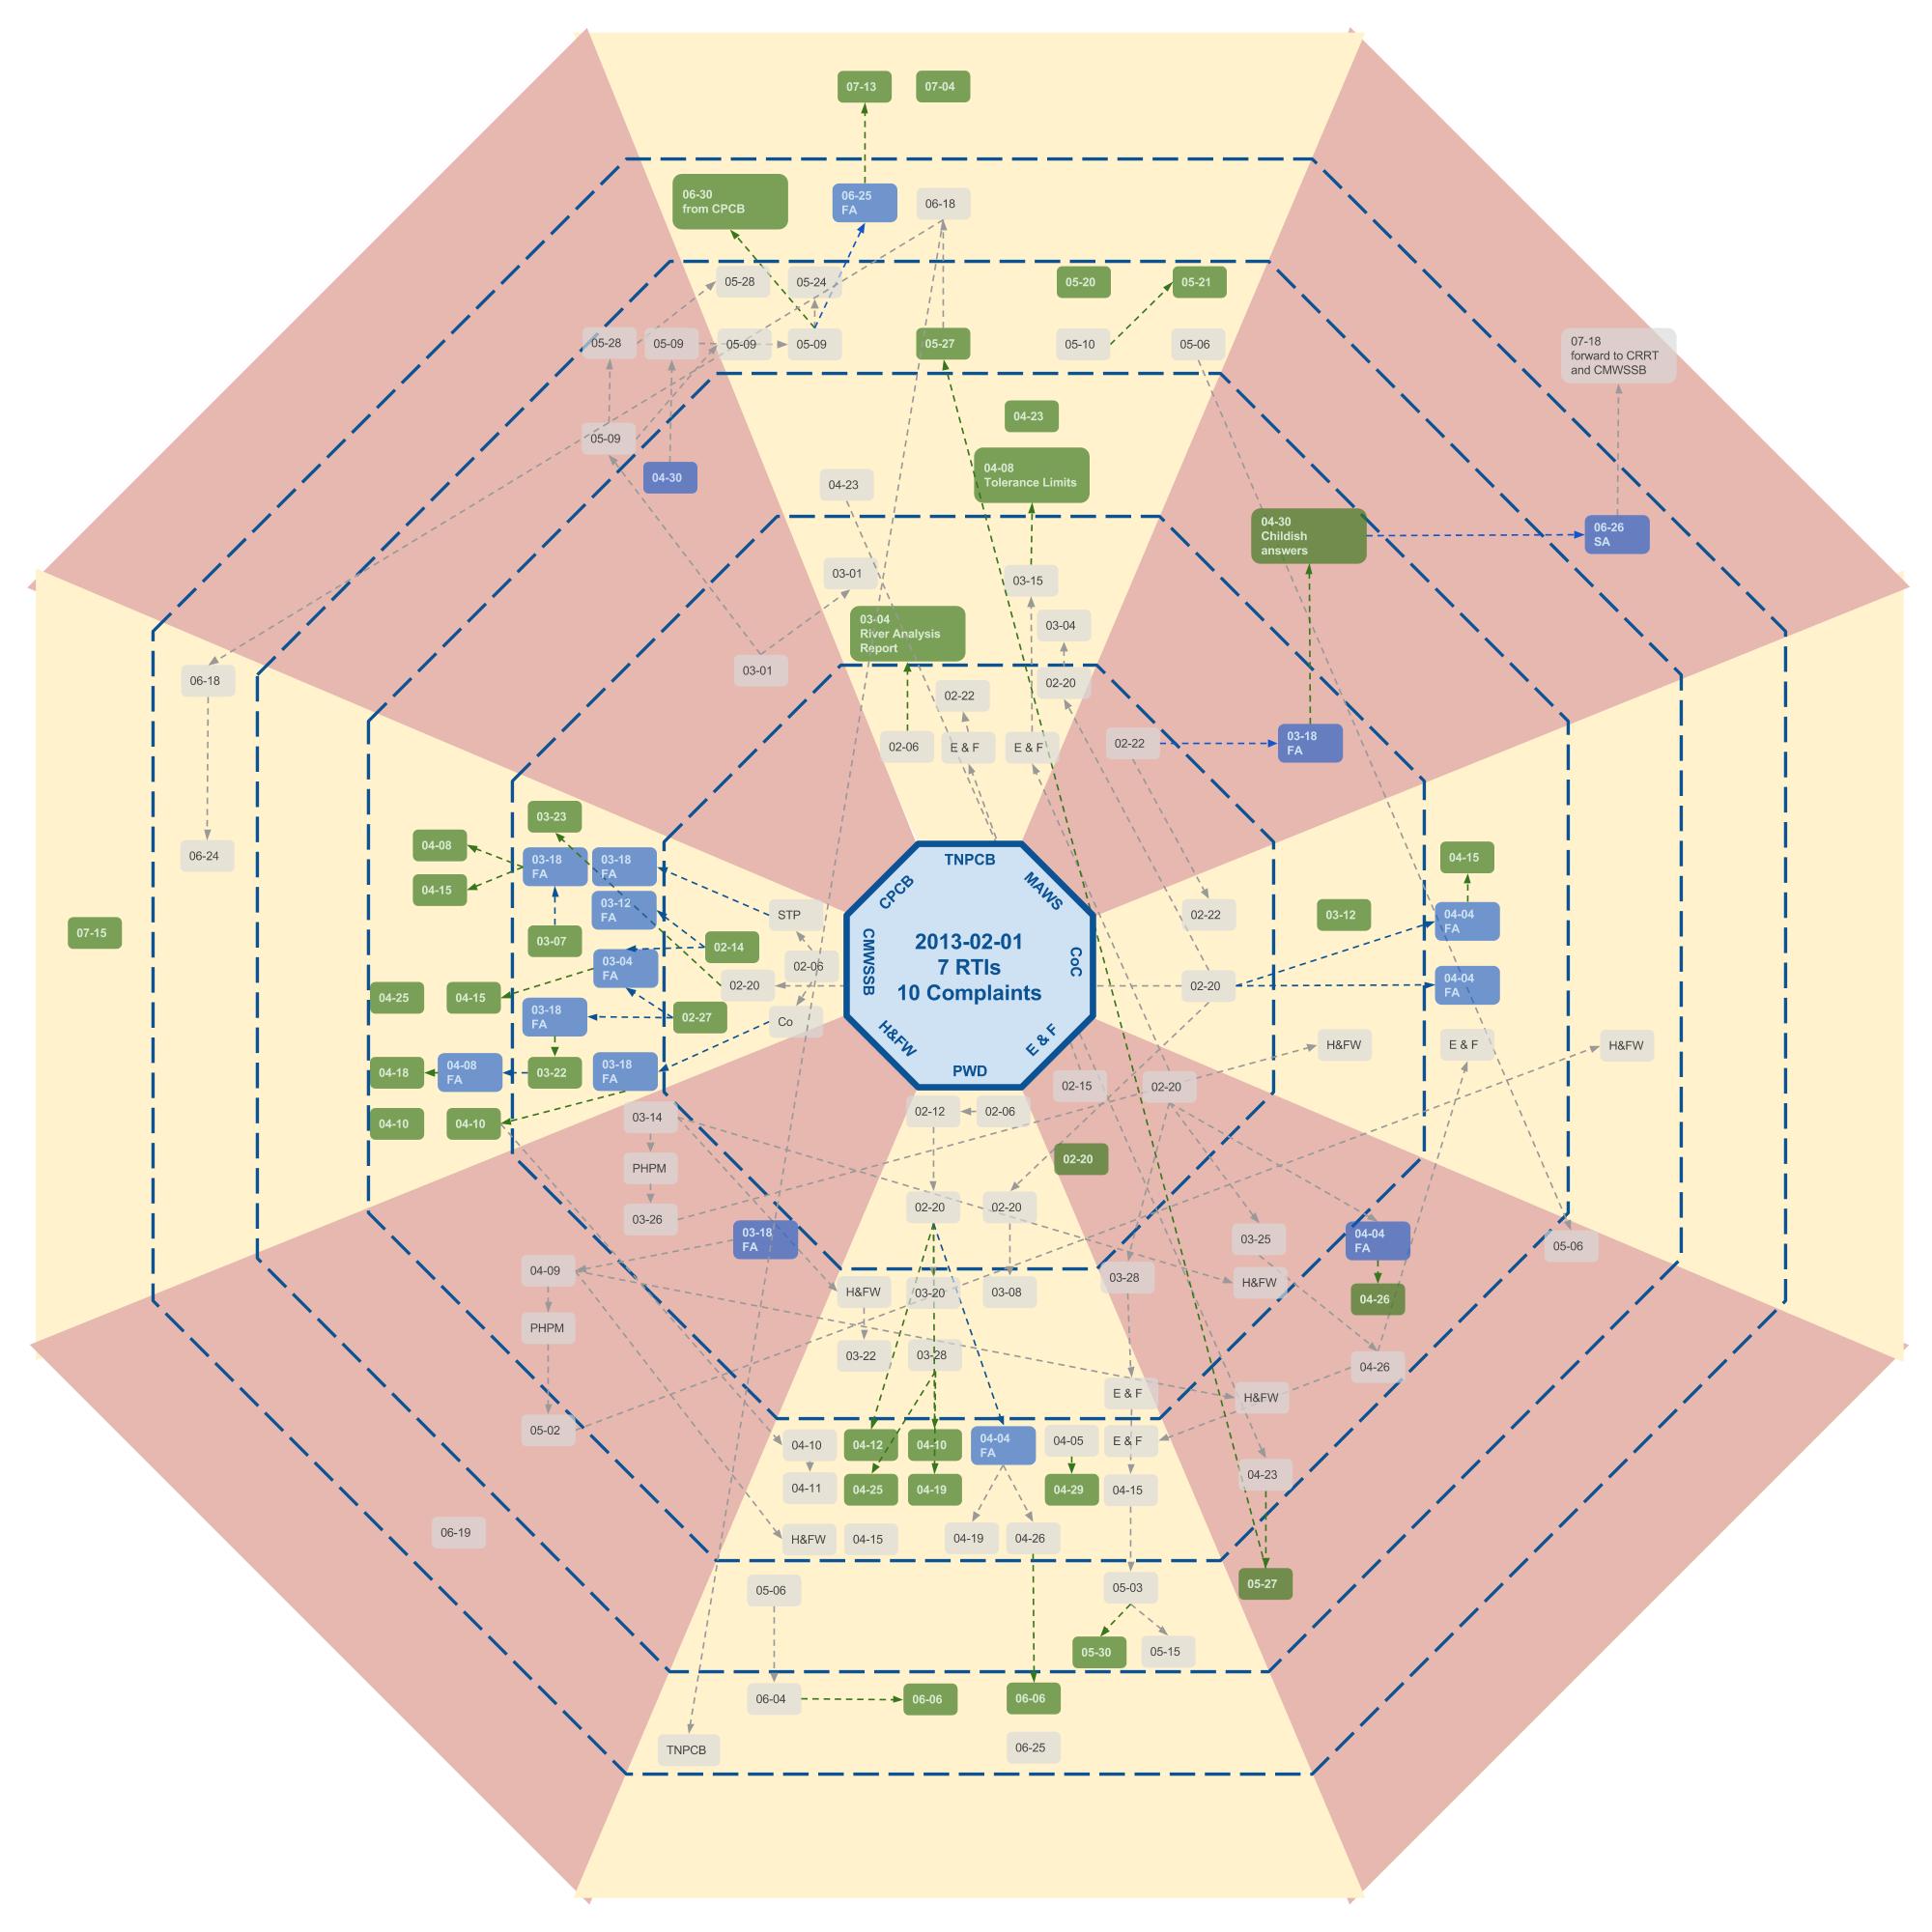 07-13
07-04
06-30
from CPCB
06-25
FA
06-18
05-28
05-24
05-20
05-21
05-28
05-09
05-09
05-09
05-27
05-10
05-06
07-18
forward to CRRT
and CMWSSB
04-23
05-09
04-30
04-23
04-08
Tolerance Limits
04-30
Childish
answers
06-26
SA
03-01
03-15
03-04
River Analysis
Report
03-04
03-01
06-18
02-22
02-20
02-06
E & F
E & F
02-22
03-18
FA
03-23
04-08
06-24
03-18
FA
03-18
FA
04-15
TNPCB
MAWS
CoC
E & F
PWD
H&FW
CMWSSB
CPCB
2013-02-01
7 RTIs
10 Complaints
04-15
04-15
03-12
FA
STP
02-22
03-12
04-04
FA
07-15
03-07
02-14
03-04
FA
02-06
02-20
02-20
04-04
FA
04-25
04-15
03-18
FA
02-27
Co
H&FW
E & F
H&FW
04-18
04-08
FA
03-22
03-18
FA
02-15
02-20
04-10
04-10
03-14
02-12
02-06
PHPM
02-20
03-26
02-20
02-20
03-18
FA
03-25
04-04
FA
05-06
04-09
H&FW
03-20
03-08
03-28
H&FW
04-26
PHPM
03-22
03-28
04-26
E & F
H&FW
05-02
04-10
04-12
04-10
04-04
FA
04-05
E & F
04-11
04-25
04-19
04-29
04-15
04-23
06-19
H&FW
04-15
04-19
04-26
05-06
05-03
05-27
05-30
05-15
06-04
06-06
06-06
TNPCB
06-25